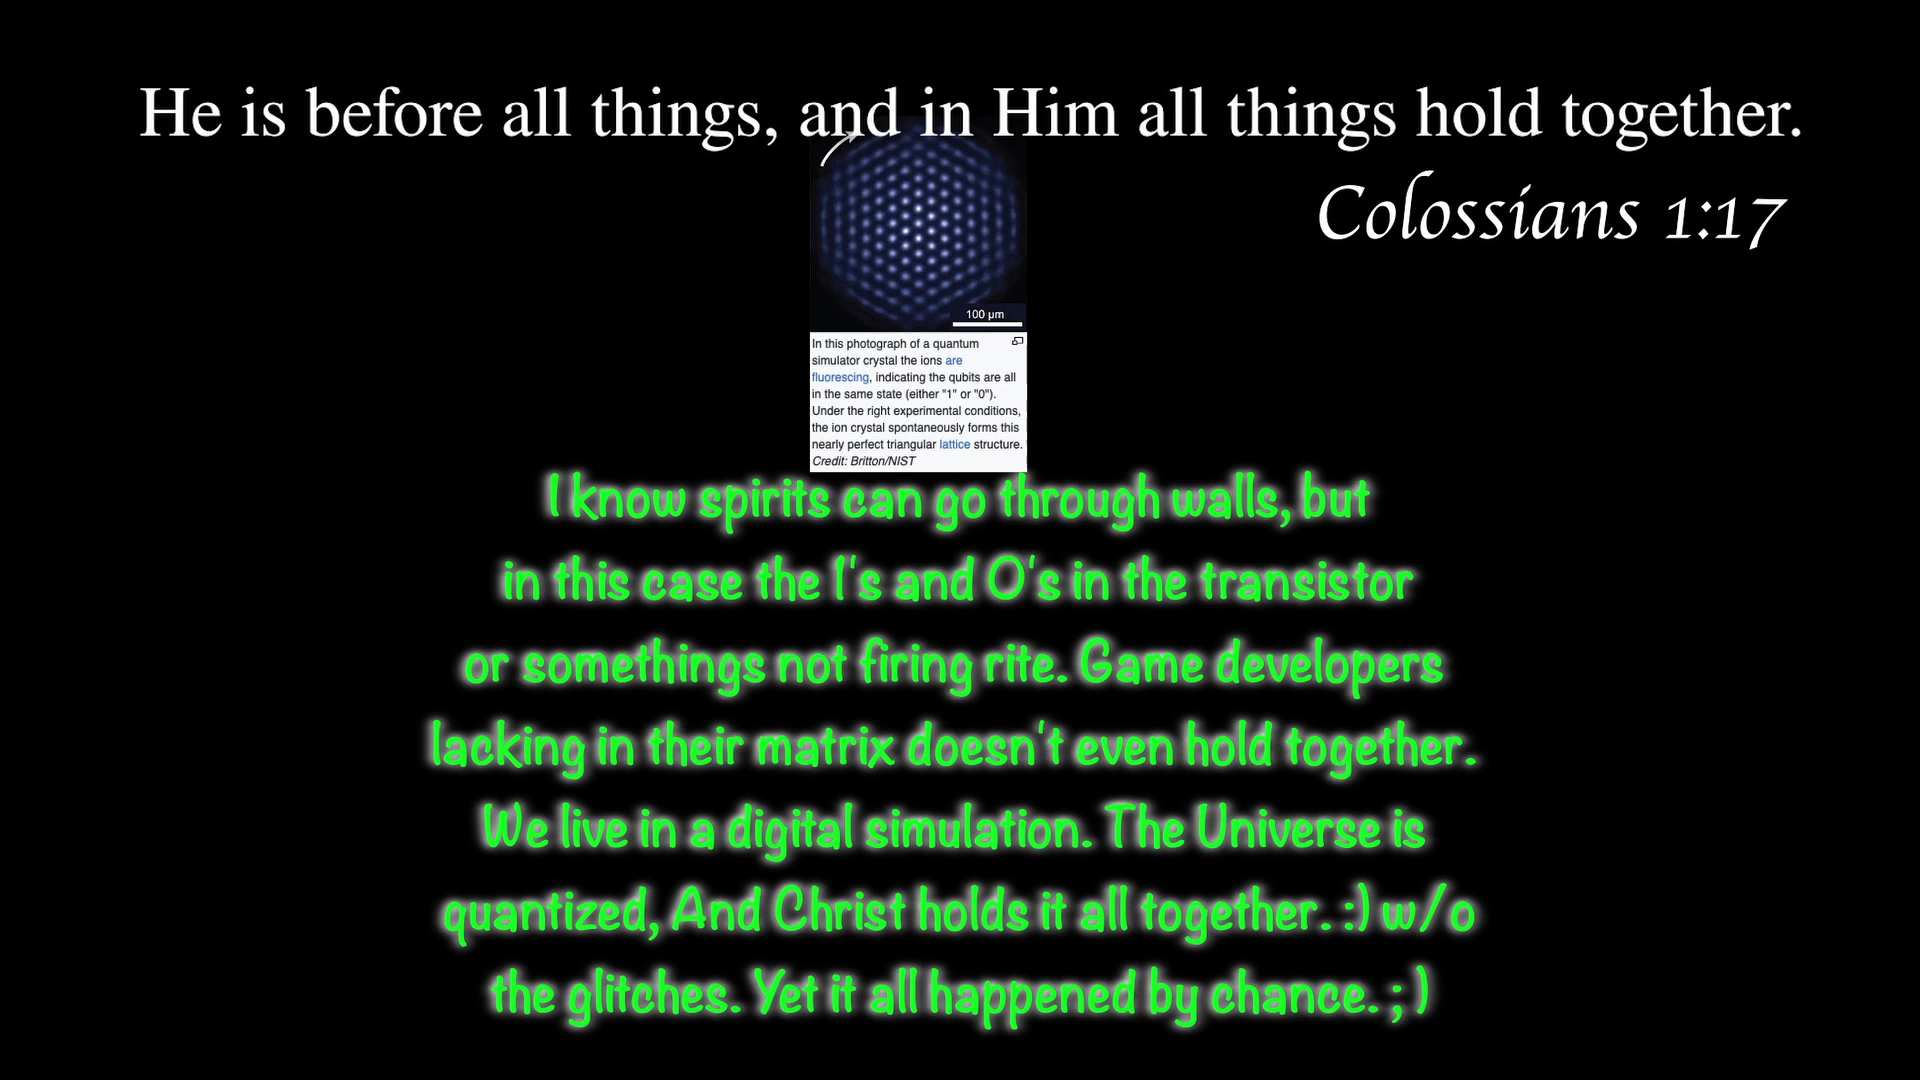 He is before all things, and in Him all things hold together.
Colossians 1:17
100 µm
In this photograph of a quantum
simulator crystal the ions are
fluorescing, indicating the qubits are all
in the same state (either "1" or "0").
Under the right experimental conditions,
the ion crystal spontaneously forms this
nearly perfect triangular lattice structure.
Credit: Britton/NIST
I know spirits can go through walls, but
in this case the 1's and O's in the transistor
or somethings not firing rite. Game developers
lacking in their matrix doesn't even hold together.
We live in a digital simulation. The Universe is
quantized, And Christ holds it all together. :) w/o
the glitches. Yet it all happened by chance. ; )